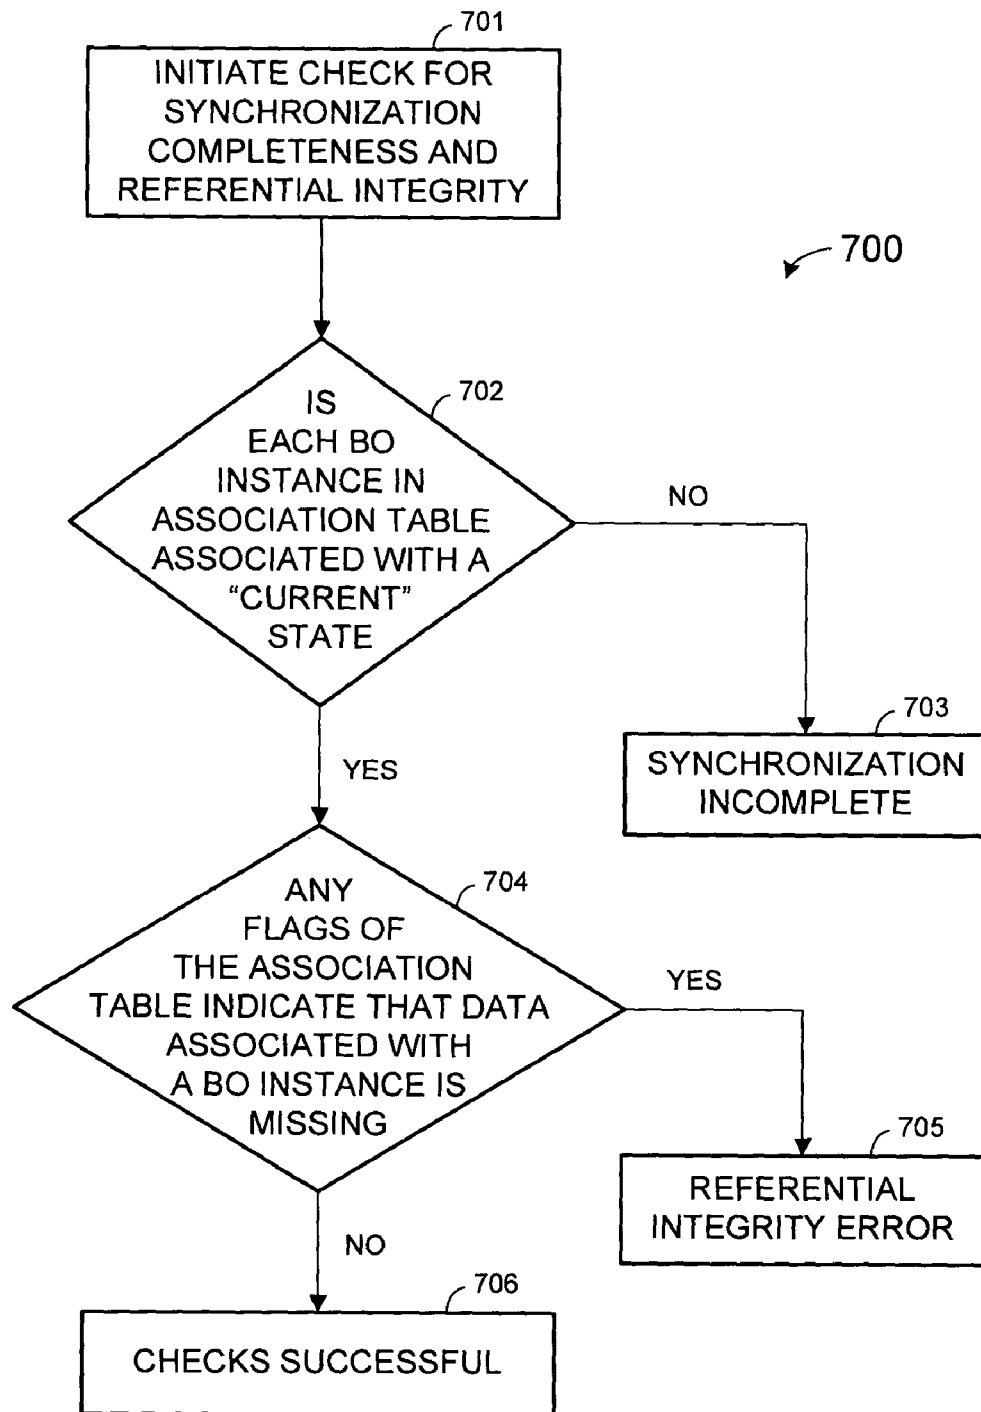 701
INITIATE CHECK FOR
SYNCHRONIZATION
COMPLETENESS AND
REFERENTIAL INTEGRITY
700
702
IS
EACH BO
INSTANCE IN
ASSOCIATION TABLE
ASSOCIATED WITH A
“CURRENT”
STATE
NO
703
SYNCHRONIZATION
INCOMPLETE
YES
704
ANY
FLAGS OF
THE ASSOCIATION
TABLE INDICATE THAT DATA
ASSOCIATED WITH
A BO INSTANCE IS
MISSING
YES
705
REFERENTIAL
INTEGRITY ERROR
NO
706
CHECKS SUCCESSFUL